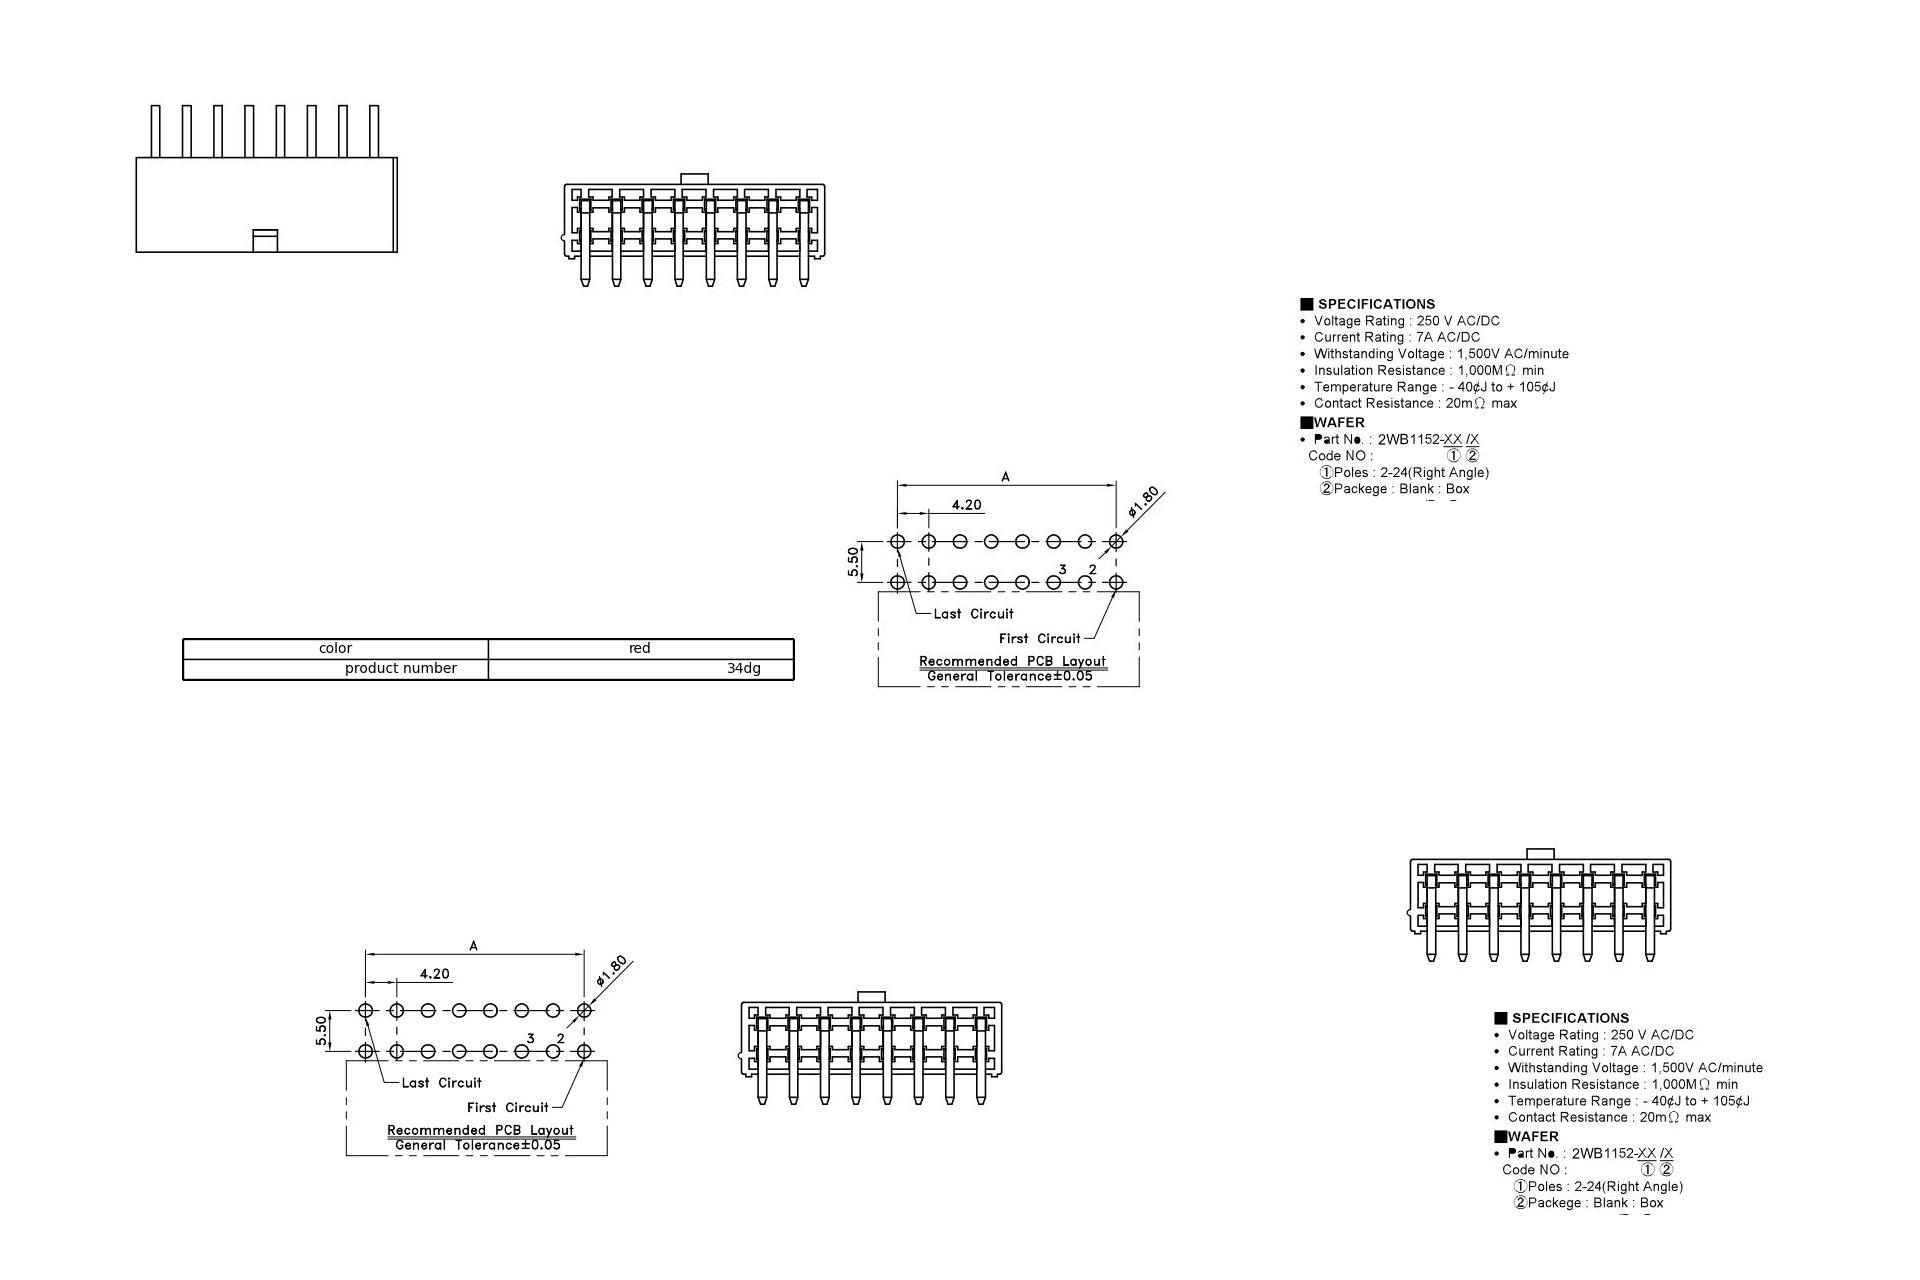 ■ SPECIFICATIONS
• Voltage Rating : 250 V AC/DC
• Current Rating : 7A AC/DC
• Withstanding Voltage : 1,500V AC/minute
• Insulation Resistance : 1,000MΩ min
• Temperature Range : - 40¢J to + 105¢J
• Contact Resistance : 20mΩ max
■WAFER
• Part No. : 2WB1152-XX /X
Code NO : ① ②
①Poles : 2-24(Right Angle)
②Packege : Blank : Box
A
4.20
ø1.80
5.50
3 2
Last Circuit
First Circuit
Recommended PCB Layout
General Tolerance±0.05
color red
product number 34dg
A
4.20
ø1.80
5.50
3 2
Last Circuit
First Circuit
Recommended PCB Layout
General Tolerance±0.05
■ SPECIFICATIONS
• Voltage Rating : 250 V AC/DC
• Current Rating : 7A AC/DC
• Withstanding Voltage : 1,500V AC/minute
• Insulation Resistance : 1,000MΩ min
• Temperature Range : - 40¢J to + 105¢J
• Contact Resistance : 20mΩ max
■WAFER
• Part No. : 2WB1152-XX /X
Code NO : ① ②
①Poles : 2-24(Right Angle)
②Packege : Blank : Box